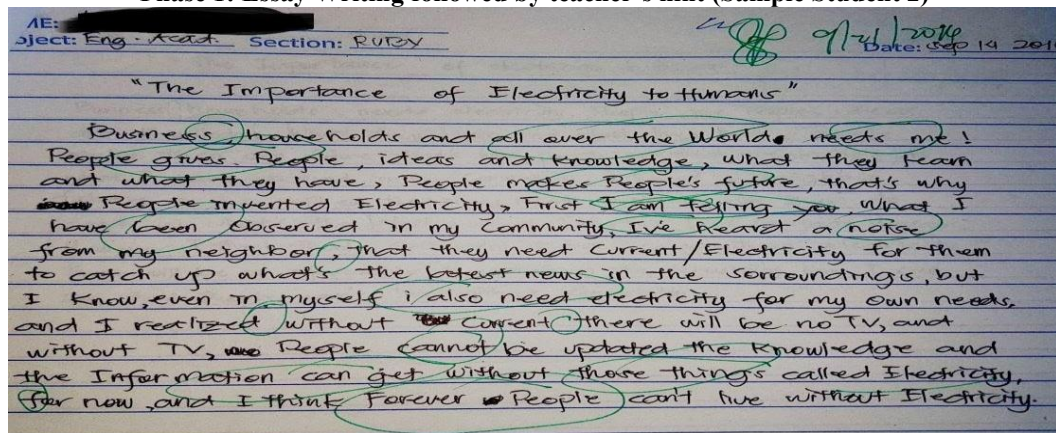 Phase 1: Essay Writing followed by teacher's hint (Sample Student 2)
AE:
oject: Eng. Acad. Section: RUBY Date: Sep 14 201
9/21/2014
"The Importance of Electricity to Humans"
Business, households and all over the World. needs me!
People gives. People, ideas and knowledge, what they learn
and what they have, People makes People's future, that's why
People invented Electricity, First I am telling you, what I
have been observed in my Community, I've heard a noise
from my neighbor, that they need Current/Electricity for them
to catch up what's the latest news in the sorroundings, but
I know, even in myself i also need electricity for my own needs,
and I realized without Current there will be no TV, and
without TV, People cannot be updated the knowledge and
the Information can get without those things called Electricity,
for now, and I think Forever People can't live without Electricity.